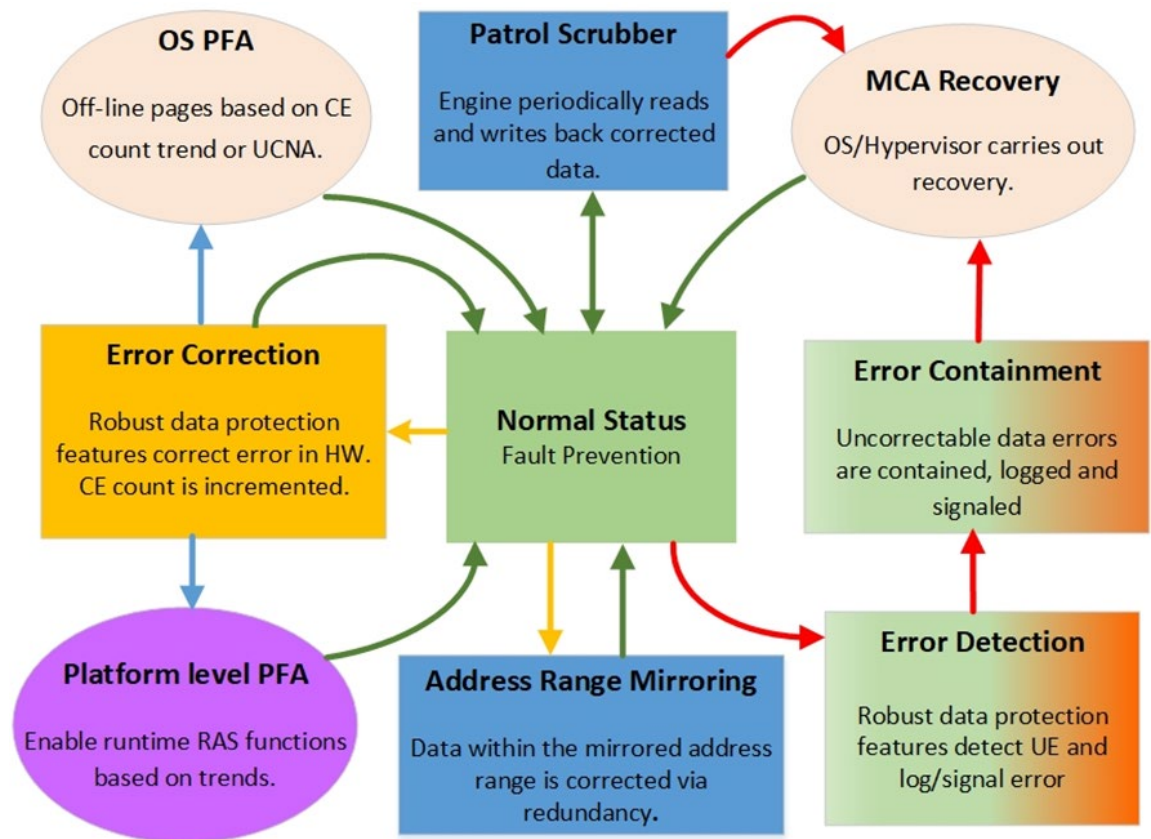 OS PFA
Off-line pages based on CE
count trend or UCNA.
Patrol Scrubber
Engine periodically reads
and writes back corrected
data.
MCA Recovery
OS/Hypervisor carries out
recovery.
Error Correction
Robust data protection
features correct error in HW.
CE count is incremented.
Normal Status
Fault Prevention
Error Containment
Uncorrectable data errors
are contained, logged and
signaled
Platform level PFA
Enable runtime RAS functions
based on trends.
Address Range Mirroring
Data within the mirrored address
range is corrected via
redundancy.
Error Detection
Robust data protection
features detect UE and
log/signal error